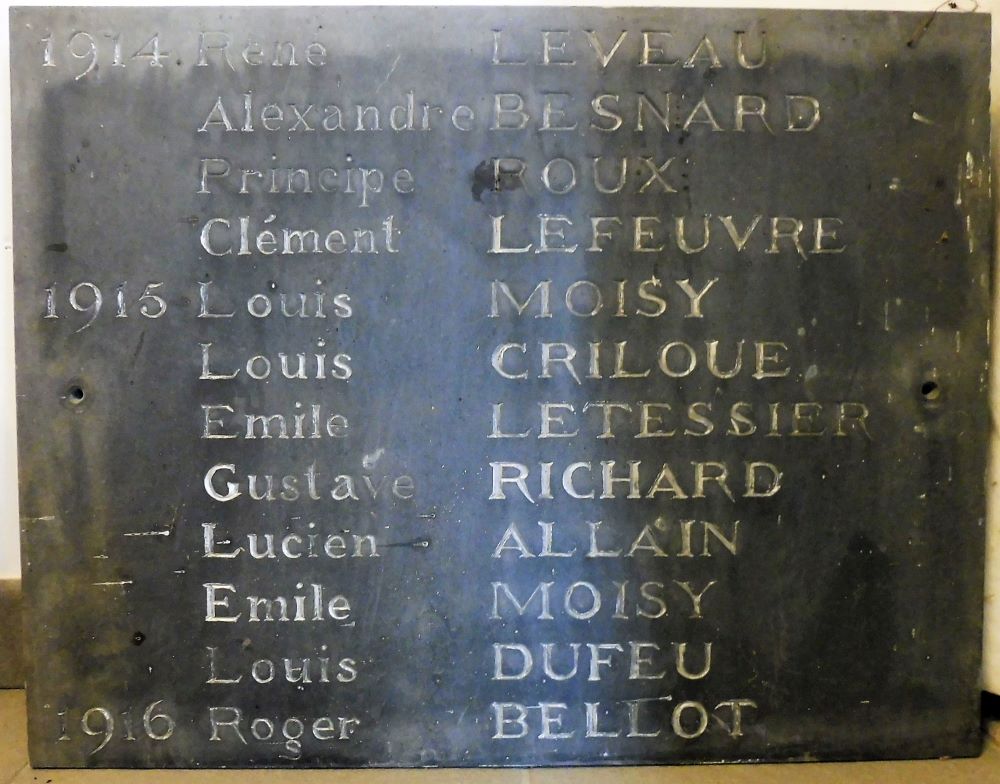 1914 René LEVEAU
Alexandre BESNARD
Principe ROUX
Clément LEFEUVRE
1915 Louis MOISY
Louis CRILOUE
Emile LETESSIER
Gustave RICHARD
Lucien ALLAIN
Emile MOISY
Louis DUFEU
1916 Roger BELLOT